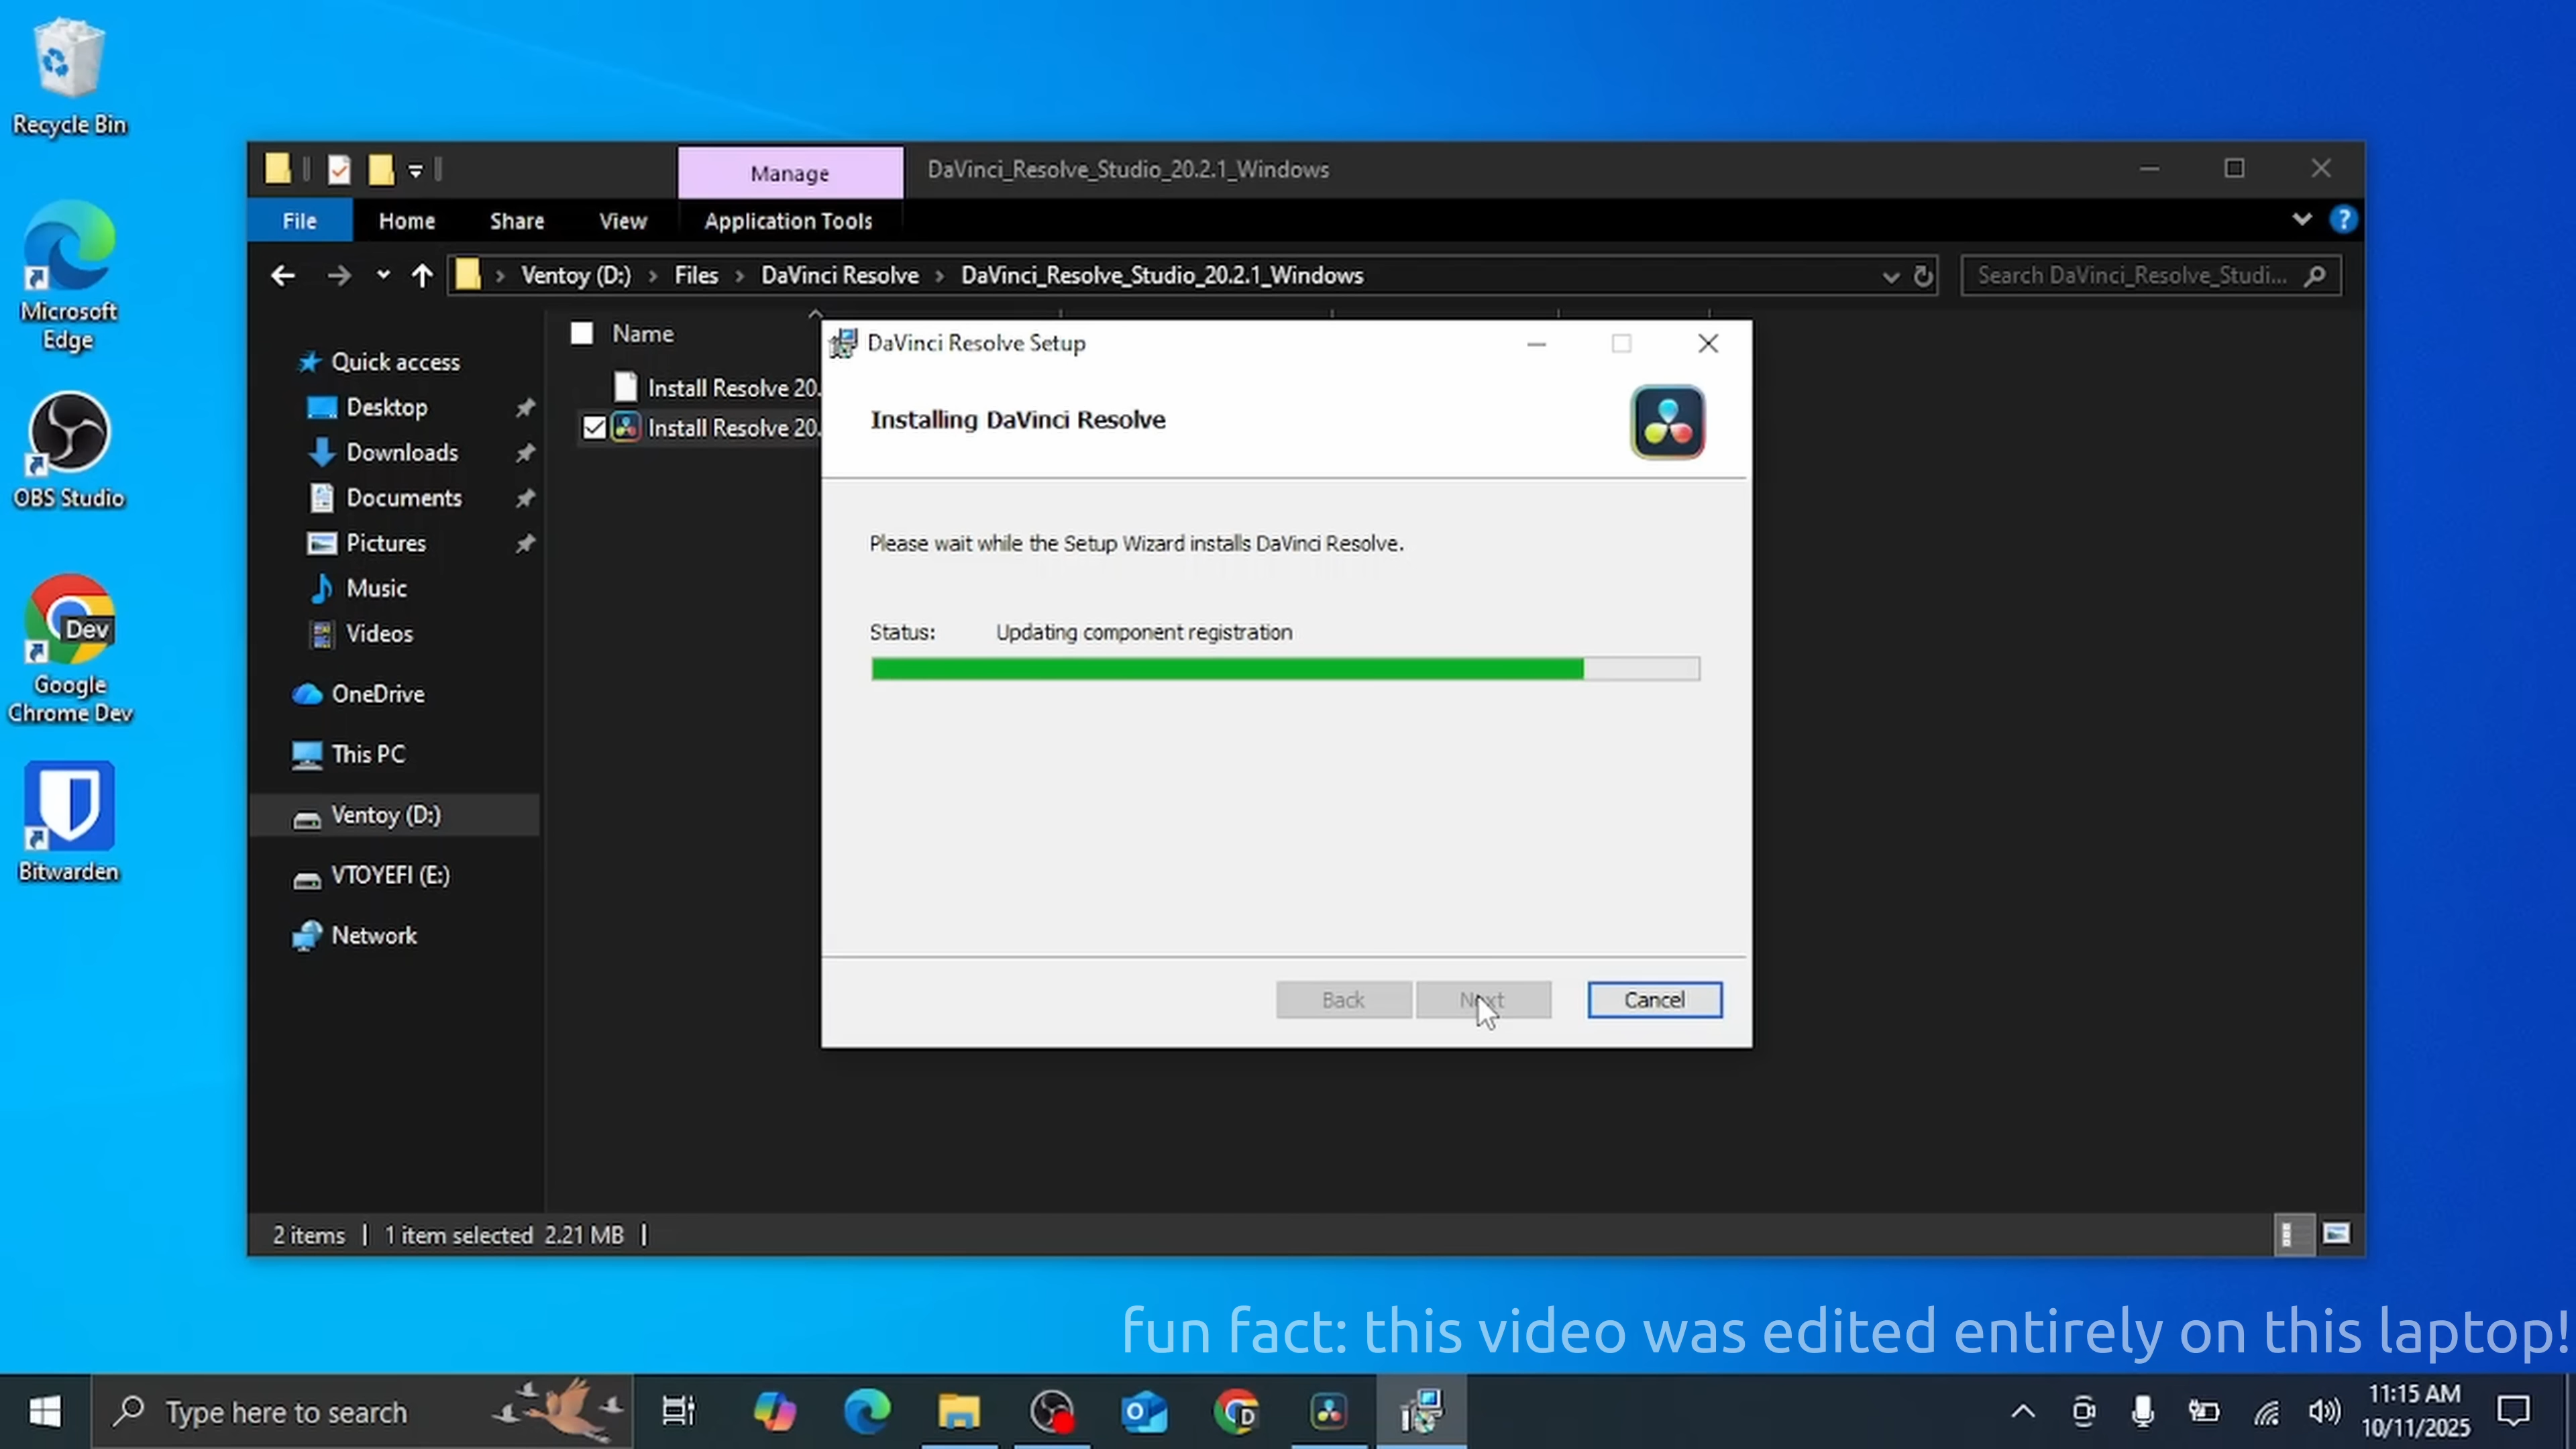 Recycle Bin
Microsoft
Edge
OBS Studio
Dev
Google
Chrome Dev
Bitwarden
Manage
DaVinci_Resolve_Studio_20.2.1_Windows
File
Home
Share
View
Application Tools
?
Ventoy (D:)
Files
DaVinci Resolve
DaVinci_Resolve_Studio_20.2.1_Windows
Search DaVinci_Resolve_Studi...
Quick access
Desktop
Downloads
Documents
Pictures
Music
Videos
OneDrive
This PC
Ventoy (D:)
VTOYEFI (E:)
Network
Name
Install Resolve 20.
Install Resolve 20.
DaVinci Resolve Setup
Installing DaVinci Resolve
Please wait while the Setup Wizard installs DaVinci Resolve.
Status: Updating component registration
Back
Next
Cancel
2 items | 1 item selected 2.21 MB |
fun fact: this video was edited entirely on this laptop!
Type here to search
11:15 AM
10/11/2025